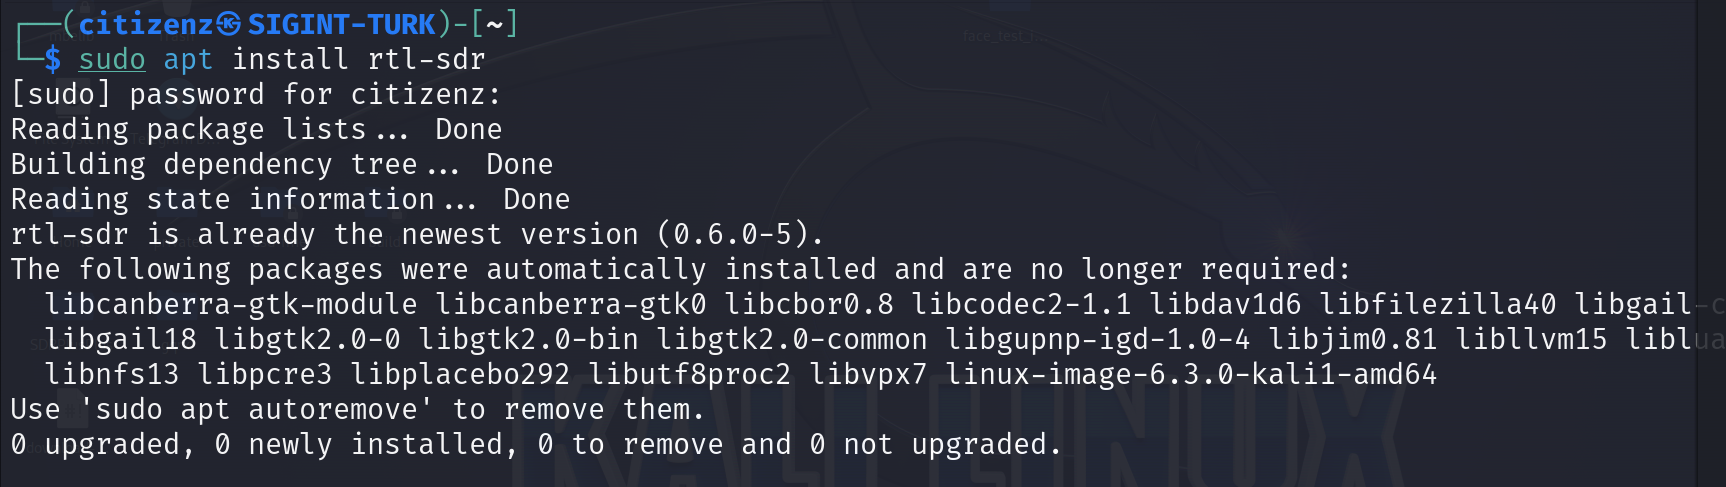 ┌──(citizenz㉿SIGINT-TURK)-[~]
└─$ sudo apt install rtl-sdr
[sudo] password for citizenz:
Reading package lists... Done
Building dependency tree... Done
Reading state information... Done
rtl-sdr is already the newest version (0.6.0-5).
The following packages were automatically installed and are no longer required:
libcanberra-gtk-module libcanberra-gtk0 libcbor0.8 libcodec2-1.1 libdav1d6 libfilezilla40 libgail-c
libgail18 libgtk2.0-0 libgtk2.0-bin libgtk2.0-common libgupnp-igd-1.0-4 libjim0.81 libllvm15 liblua
libnfs13 libpcre3 libplacebo292 libutf8proc2 libvpx7 linux-image-6.3.0-kali1-amd64
Use 'sudo apt autoremove' to remove them.
0 upgraded, 0 newly installed, 0 to remove and 0 not upgraded.
KALI LINUX